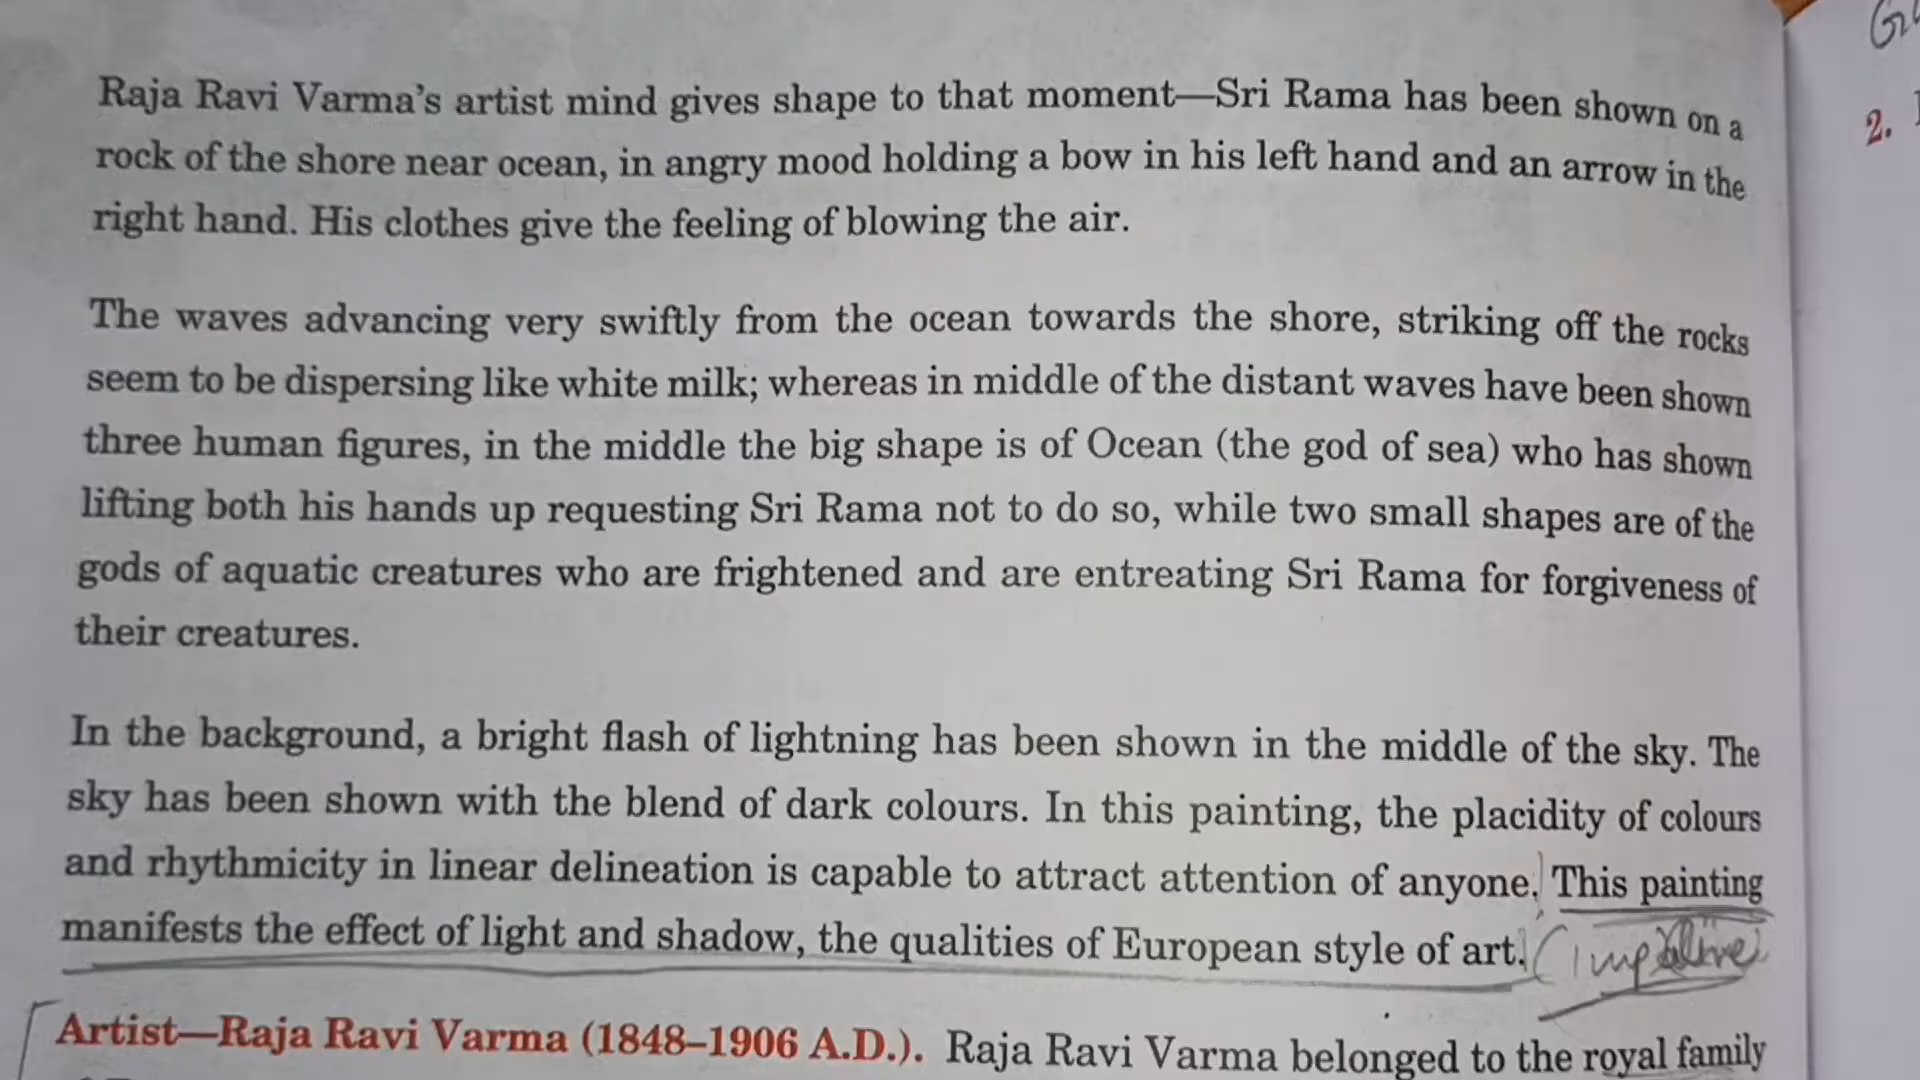 Raja Ravi Varma's artist mind gives shape to that moment—Sri Rama has been shown on a
rock of the shore near ocean, in angry mood holding a bow in his left hand and an arrow in the
right hand. His clothes give the feeling of blowing the air.
The waves advancing very swiftly from the ocean towards the shore, striking off the rocks
seem to be dispersing like white milk; whereas in middle of the distant waves have been shown
three human figures, in the middle the big shape is of Ocean (the god of sea) who has shown
lifting both his hands up requesting Sri Rama not to do so, while two small shapes are of the
gods of aquatic creatures who are frightened and are entreating Sri Rama for forgiveness of
their creatures.
In the background, a bright flash of lightning has been shown in the middle of the sky. The
sky has been shown with the blend of dark colours. In this painting, the placidity of colours
and rhythmicity in linear delineation is capable to attract attention of anyone. This painting
manifests the effect of light and shadow, the qualities of European style of art. (imp line)
Artist—Raja Ravi Varma (1848–1906 A.D.). Raja Ravi Varma belonged to the royal family
2.